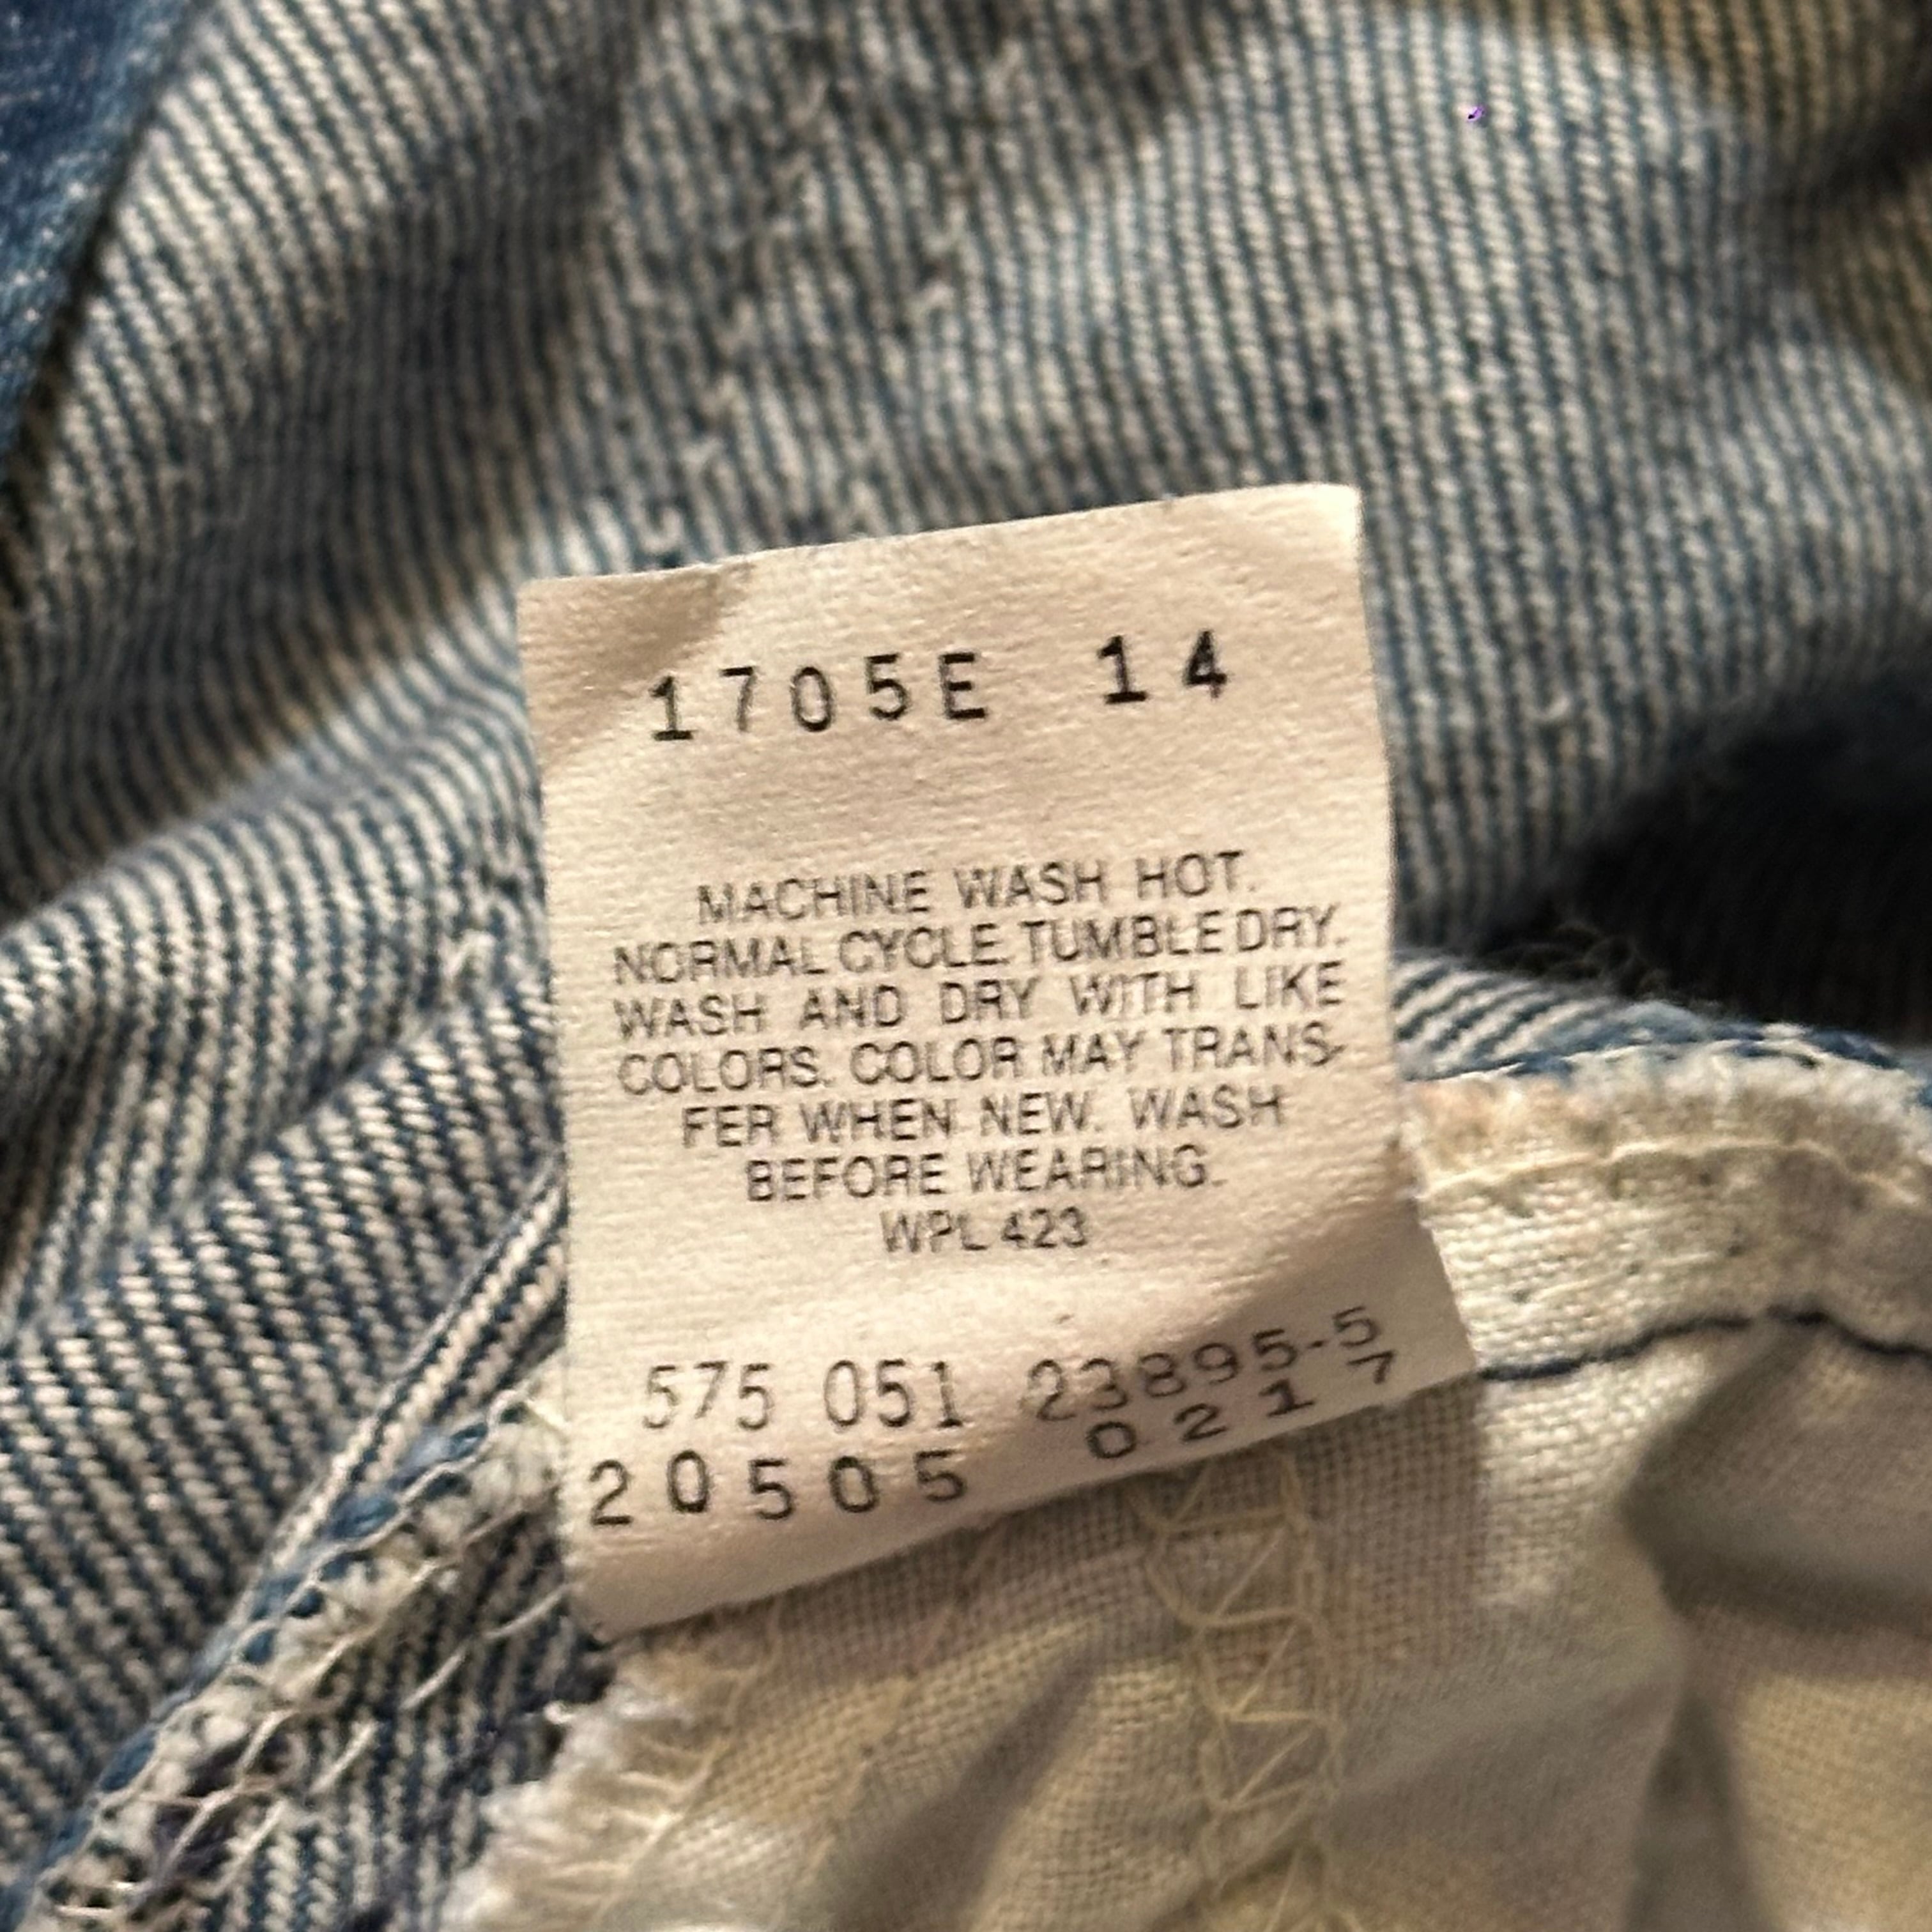 1705E 14
MACHINE WASH HOT.
NORMAL CYCLE. TUMBLE DRY.
WASH AND DRY WITH LIKE
COLORS. COLOR MAY TRANS-
FER WHEN NEW. WASH
BEFORE WEARING.
WPL 423
575 051 23895-5
20505 0217